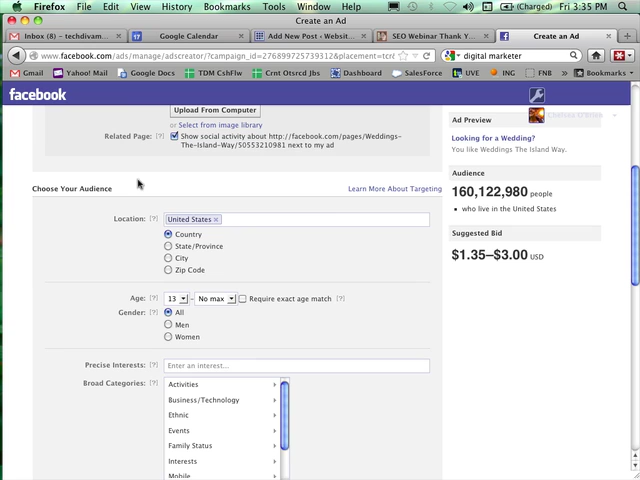 Firefox File Edit View History Bookmarks Tools Window Help (Charged) Fri 3:35 PM
Create an Ad
Inbox (8) – techdivam... Google Calendar Add New Post ‹ Websit... SEO Webinar Thank Y... Create an Ad
www.facebook.com/ads/manage/adscreator/?campaign_id=276899725739312&placement=tcr& digital marketer
Gmail Yahoo! Mail Google Docs TDM CshFlw Crnt Otsrcd Jbs Dashboard SalesForce UVE ING FNB Bookmarks
facebook
Upload From Computer
or Select from image library
Related Page: [?] Show social activity about http://facebook.com/pages/Weddings-
The-Island-Way/50553210981 next to my ad
Choose Your Audience Learn More About Targeting
Location: [?] United States ×
Country
State/Province
City
Zip Code
Age: [?] 13 – No max Require exact age match [?]
Gender: [?] All
Men
Women
Precise Interests: [?] Enter an interest...
Broad Categories: [?] Activities
Business/Technology
Ethnic
Events
Family Status
Interests
Mobile
Ad Preview
Looking for a Wedding?
You like Weddings The Island Way.
Audience
160,122,980 people
• who live in the United States
Suggested Bid
$1.35–$3.00 USD